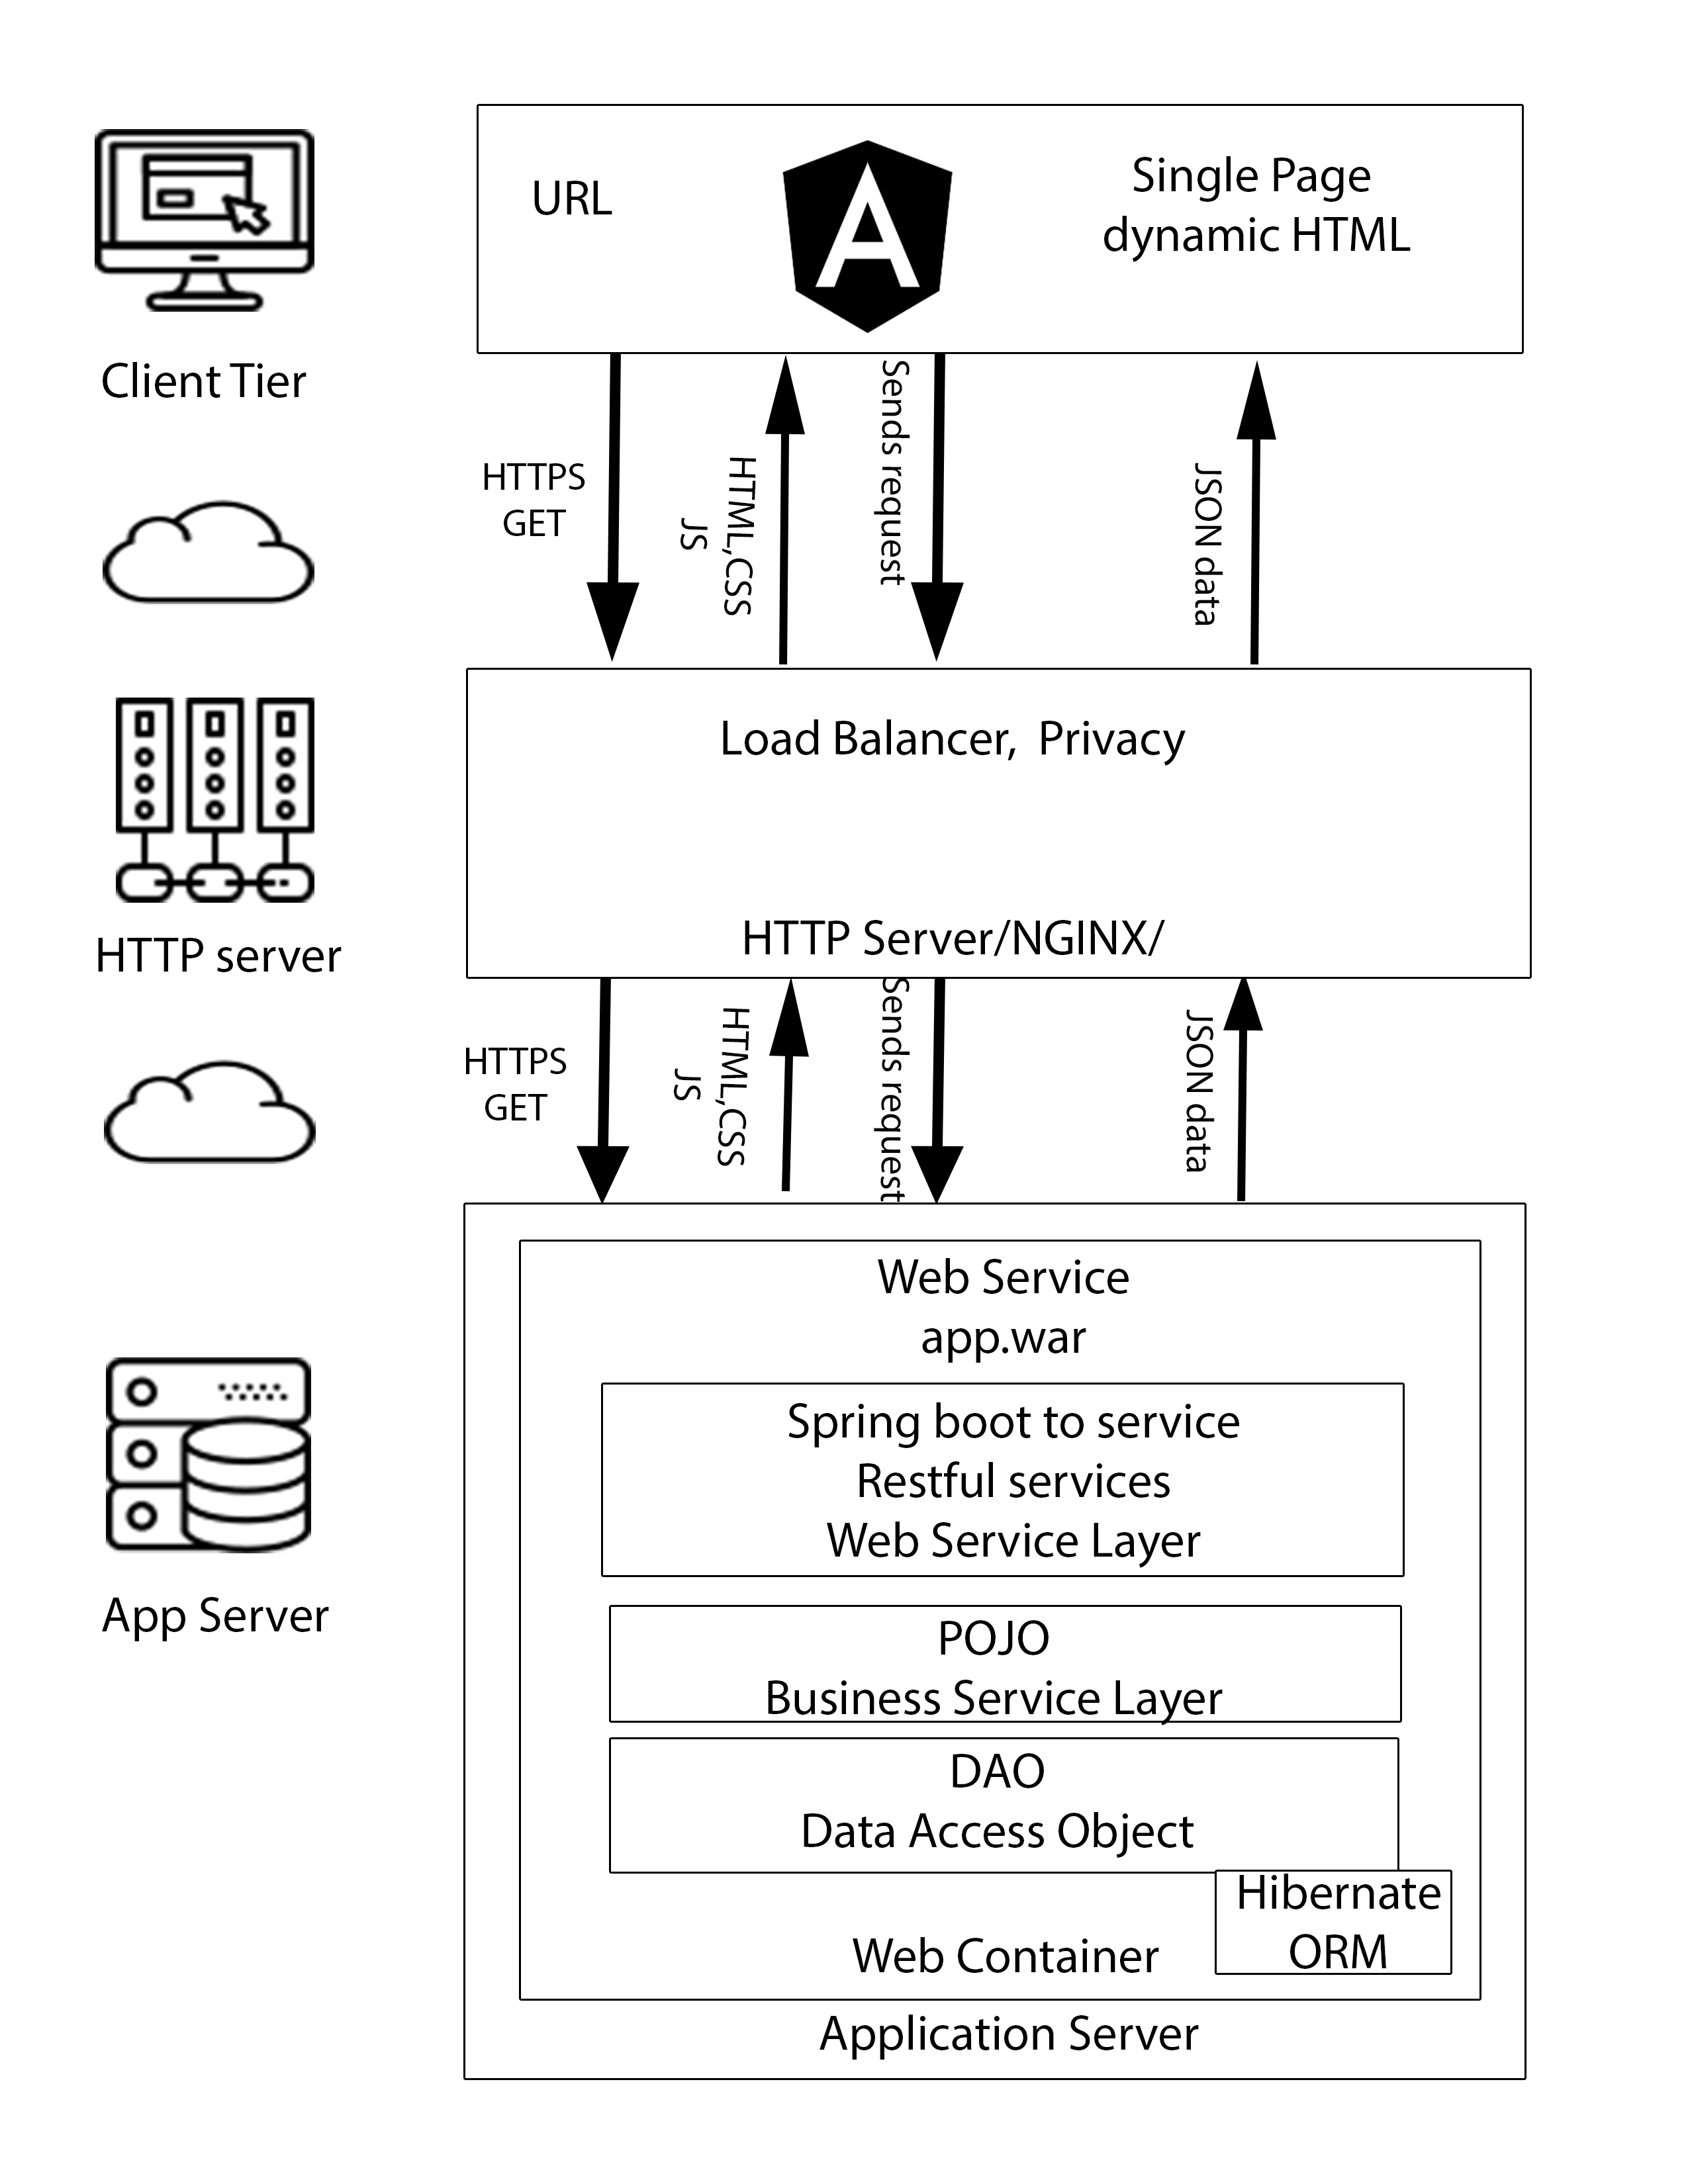 URL
A
Single Page
dynamic HTML
Client Tier
HTTPS
GET
HTML,CSS
JS
Sends request
JSON data
Load Balancer,  Privacy
HTTP Server/NGINX/
HTTP server
HTTPS
GET
HTML,CSS
JS
Sends request
JSON data
Web Service
app.war
Spring boot to service
Restful services
Web Service Layer
App Server
POJO
Business Service Layer
DAO
Data Access Object
Hibernate
ORM
Web Container
Application Server